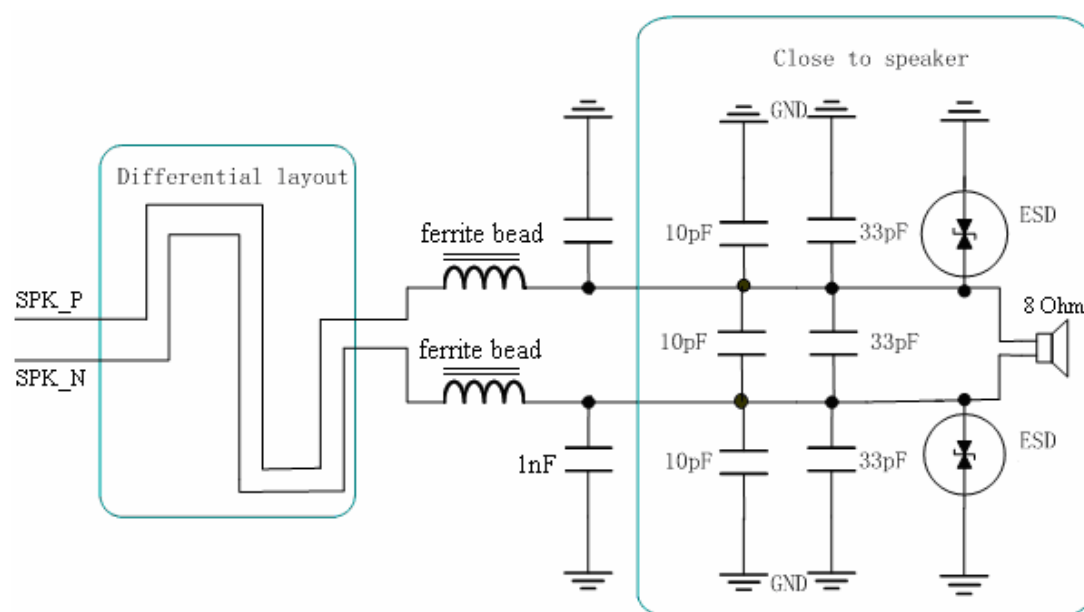 Close to speaker
GND
Differential layout
ESD
ferrite bead
10pF
33pF
SPK_P
8 Ohm
10pF
33pF
ferrite bead
SPK_N
ESD
1nF
10pF
33pF
GND